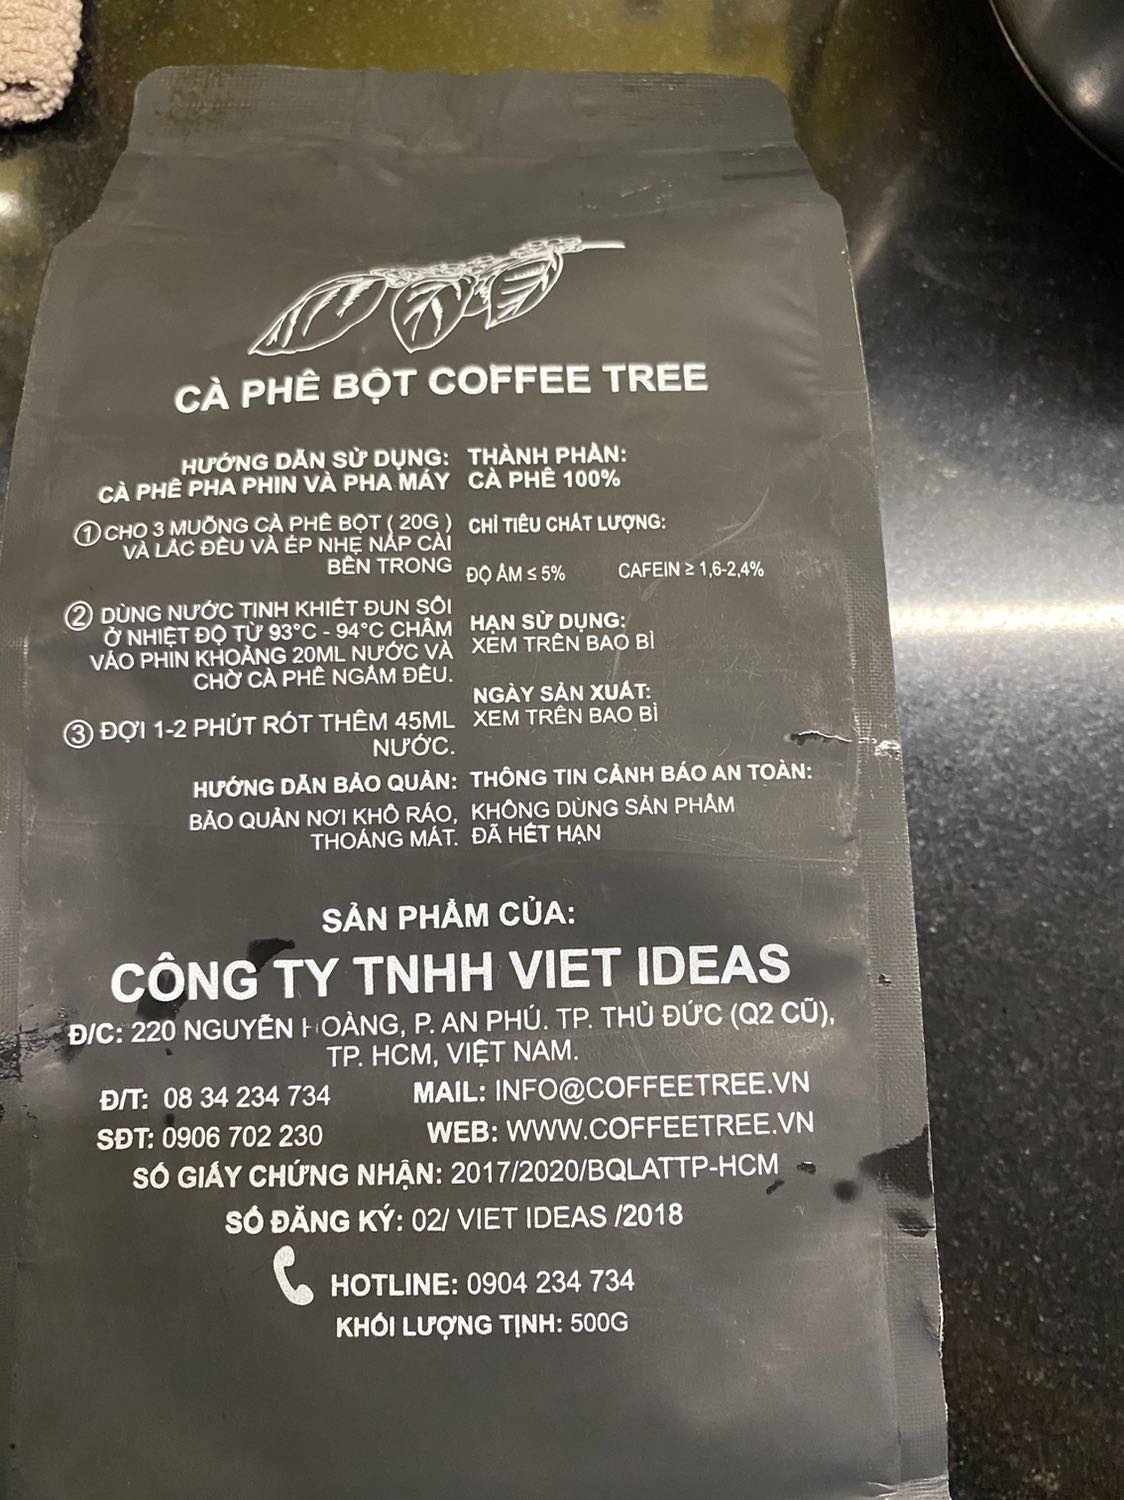 CÀ PHÊ BỘT COFFEE TREE
HƯỚNG DẪN SỬ DỤNG:
CÀ PHÊ PHA PHIN VÀ PHA MÁY
① CHO 3 MUỖNG CÀ PHÊ BỘT ( 20G )
VÀ LẮC ĐỀU VÀ ÉP NHẸ NẮP CÀI
BÊN TRONG
② DÙNG NƯỚC TINH KHIẾT ĐUN SÔI
Ở NHIỆT ĐỘ TỪ 93°C - 94°C CHÂM
VÁO PHIN KHOẢNG 20ML NƯỚC VÀ
CHỜ CÀ PHÊ NGẤM ĐỀU.
③ ĐỢI 1-2 PHÚT RÓT THÊM 45ML
NƯỚC.
HƯỚNG DẪN BẢO QUẢN:
BẢO QUẢN NƠI KHÔ RÁO,
THOÁNG MÁT.
THÀNH PHẦN:
CÀ PHÊ 100%
CHỈ TIÊU CHẤT LƯỢNG:
ĐỘ ẨM ≤ 5% CAFEIN ≥ 1,6-2,4%
HẠN SỬ DỤNG:
XEM TRÊN BAO BÌ
NGÀY SẢN XUẤT:
XEM TRÊN BAO BÌ
THÔNG TIN CẢNH BÁO AN TOÀN:
KHÔNG DÙNG SẢN PHẨM
ĐÃ HẾT HẠN
SẢN PHẨM CỦA:
CÔNG TY TNHH VIET IDEAS
Đ/C: 220 NGUYỄN HOÀNG, P. AN PHÚ. TP. THỦ ĐỨC (Q2 CŨ),
TP. HCM, VIỆT NAM.
Đ/T: 08 34 234 734 MAIL: INFO@COFFEETREE.VN
SĐT: 0906 702 230 WEB: WWW.COFFEETREE.VN
SỐ GIẤY CHỨNG NHẬN: 2017/2020/BQLATTP-HCM
SỐ ĐĂNG KÝ: 02/ VIET IDEAS /2018
HOTLINE: 0904 234 734
KHỐI LƯỢNG TỊNH: 500G